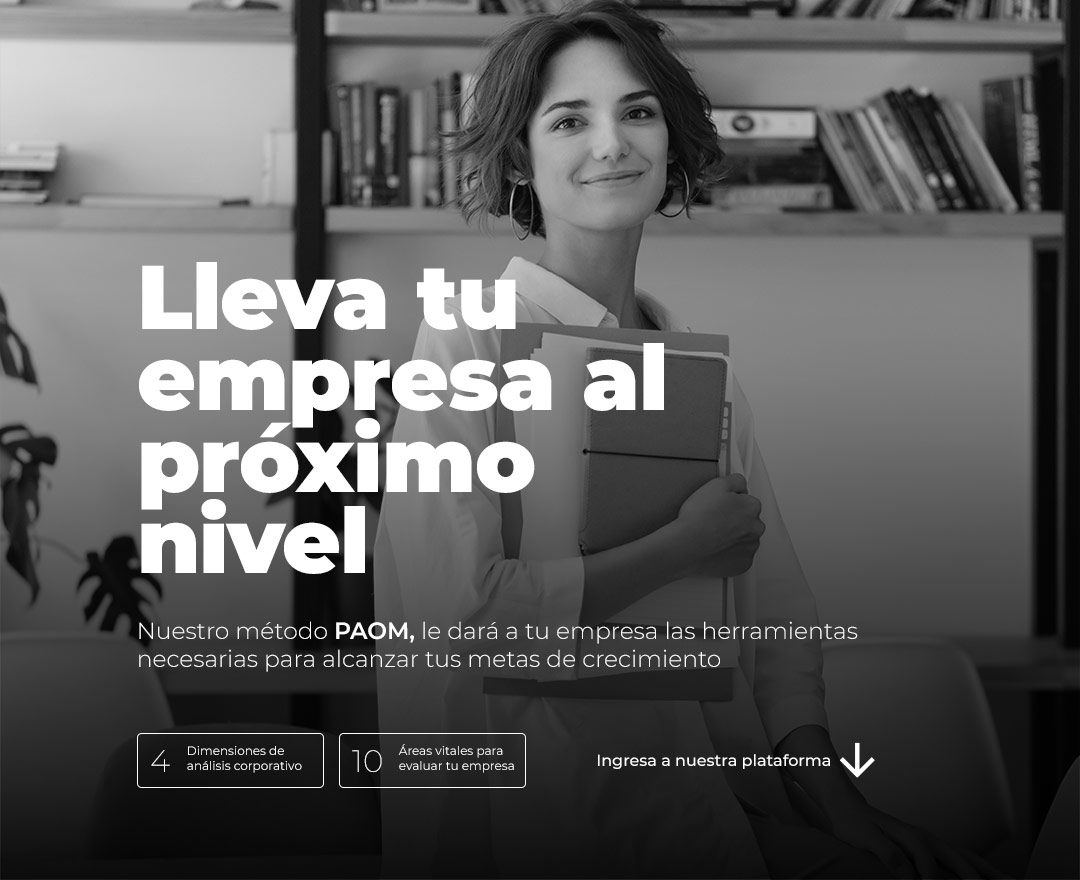 Lleva tu
empresa al
próximo
nivel
Nuestro método PAOM, le dará a tu empresa las herramientas
necesarias para alcanzar tus metas de crecimiento
4 Dimensiones de
análisis corporativo
10 Áreas vitales para
evaluar tu empresa
Ingresa a nuestra plataforma